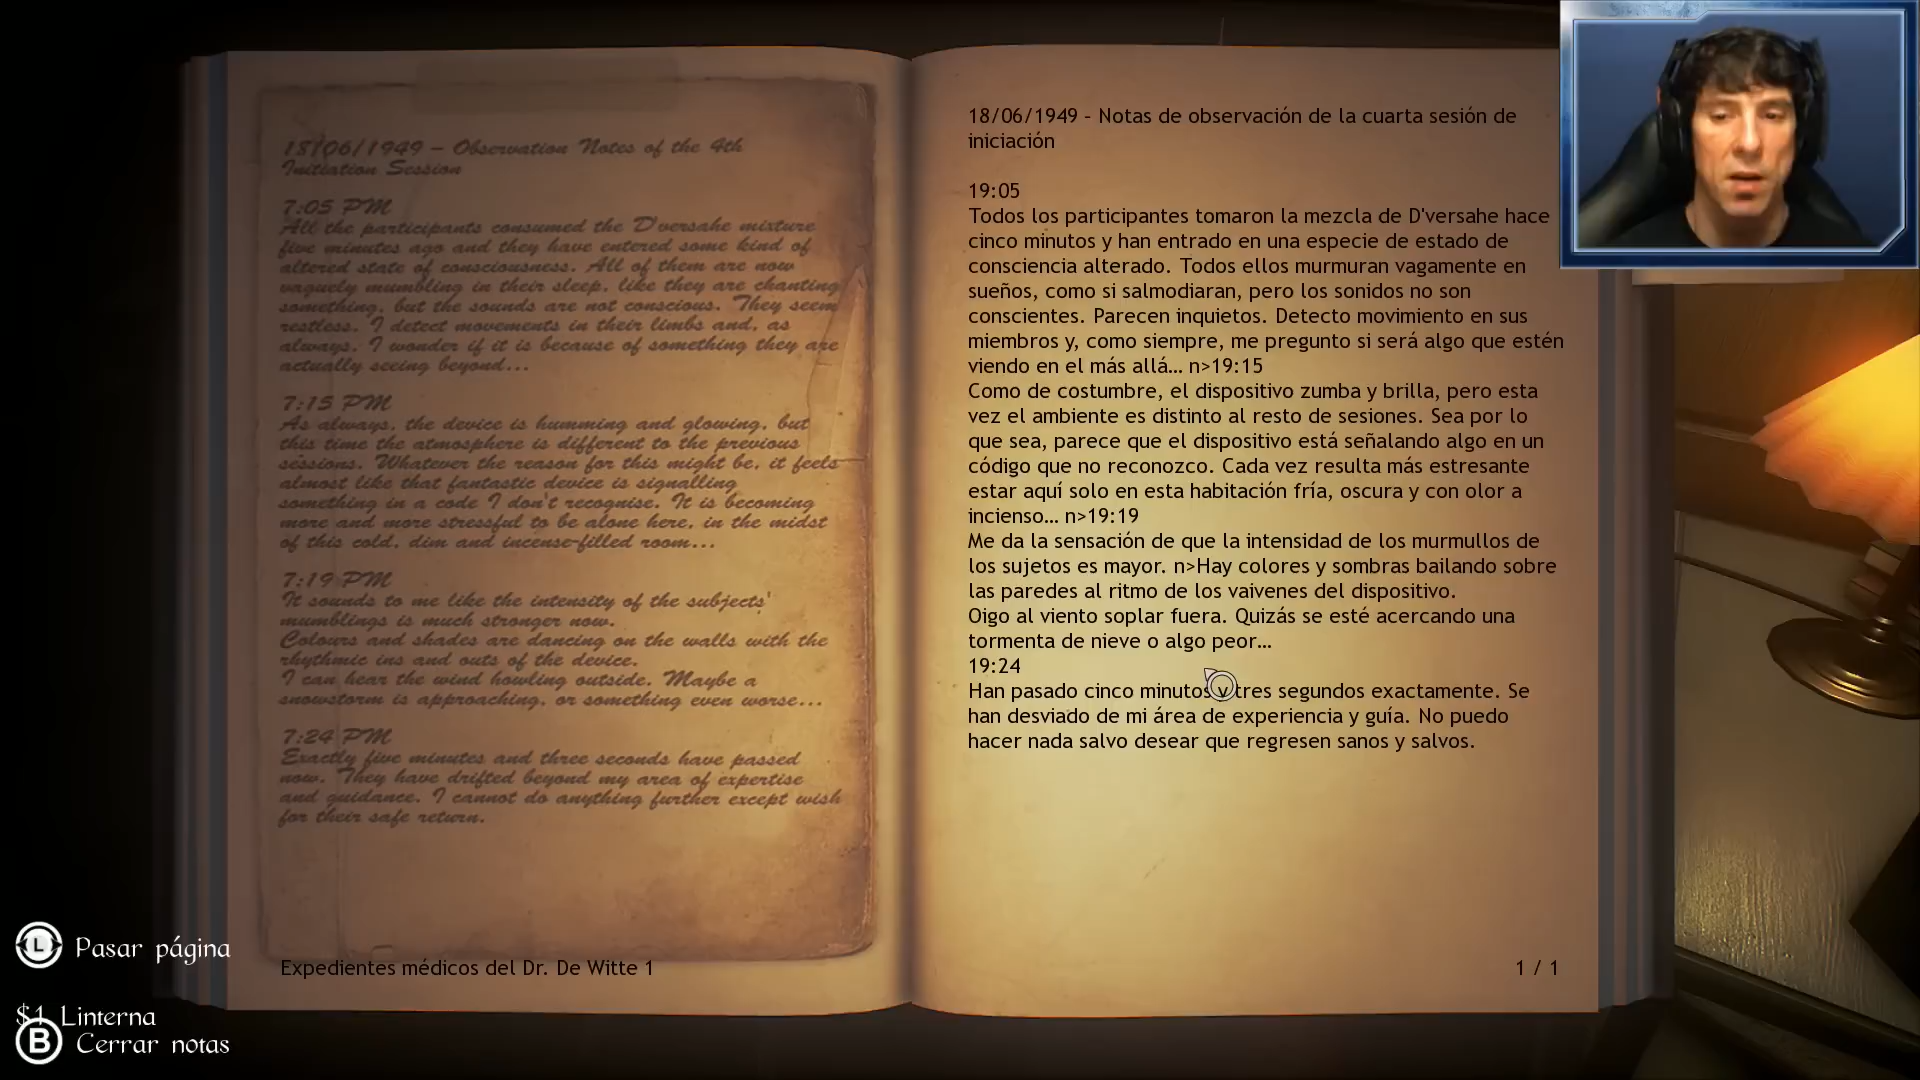 18/06/1949 – Observation Notes of the 4th
Initiation Session
7:05 PM
All the participants consumed the D'versahe mixture
five minutes ago and they have entered some kind of
altered state of consciousness. All of them are now
vaguely mumbling in their sleep, like they are chanting
something, but the sounds are not conscious. They seem
restless. I detect movements in their limbs and, as
always, I wonder if it is because of something they are
actually seeing beyond...
7:15 PM
As always, the device is humming and glowing, but
this time the atmosphere is different to the previous
sessions. Whatever the reason for this might be, it feels
almost like that fantastic device is signalling
something in a code I don't recognise. It is becoming
more and more stressful to be alone here, in the midst
of this cold, dim and incense-filled room...
7:19 PM
It sounds to me like the intensity of the subjects'
mumblings is much stronger now.
Colours and shades are dancing on the walls with the
rhythmic ins and outs of the device.
I can hear the wind howling outside. Maybe a
snowstorm is approaching, or something even worse...
7:24 PM
Exactly five minutes and three seconds have passed
now. They have drifted beyond my area of expertise
and guidance. I cannot do anything further except wish
for their safe return.
18/06/1949 - Notas de observación de la cuarta sesión de
iniciación
19:05
Todos los participantes tomaron la mezcla de D'versahe hace
cinco minutos y han entrado en una especie de estado de
consciencia alterado. Todos ellos murmuran vagamente en
sueños, como si salmodiaran, pero los sonidos no son
conscientes. Parecen inquietos. Detecto movimiento en sus
miembros y, como siempre, me pregunto si será algo que estén
viendo en el más allá... n>19:15
Como de costumbre, el dispositivo zumba y brilla, pero esta
vez el ambiente es distinto al resto de sesiones. Sea por lo
que sea, parece que el dispositivo está señalando algo en un
código que no reconozco. Cada vez resulta más estresante
estar aquí solo en esta habitación fría, oscura y con olor a
incienso... n>19:19
Me da la sensación de que la intensidad de los murmullos de
los sujetos es mayor. n>Hay colores y sombras bailando sobre
las paredes al ritmo de los vaivenes del dispositivo.
Oigo al viento soplar fuera. Quizás se esté acercando una
tormenta de nieve o algo peor...
19:24
Han pasado cinco minutos y tres segundos exactamente. Se
han desviado de mi área de experiencia y guía. No puedo
hacer nada salvo desear que regresen sanos y salvos.
Expedientes médicos del Dr. De Witte 1
1 / 1
L Pasar página
$1 Linterna
B Cerrar notas